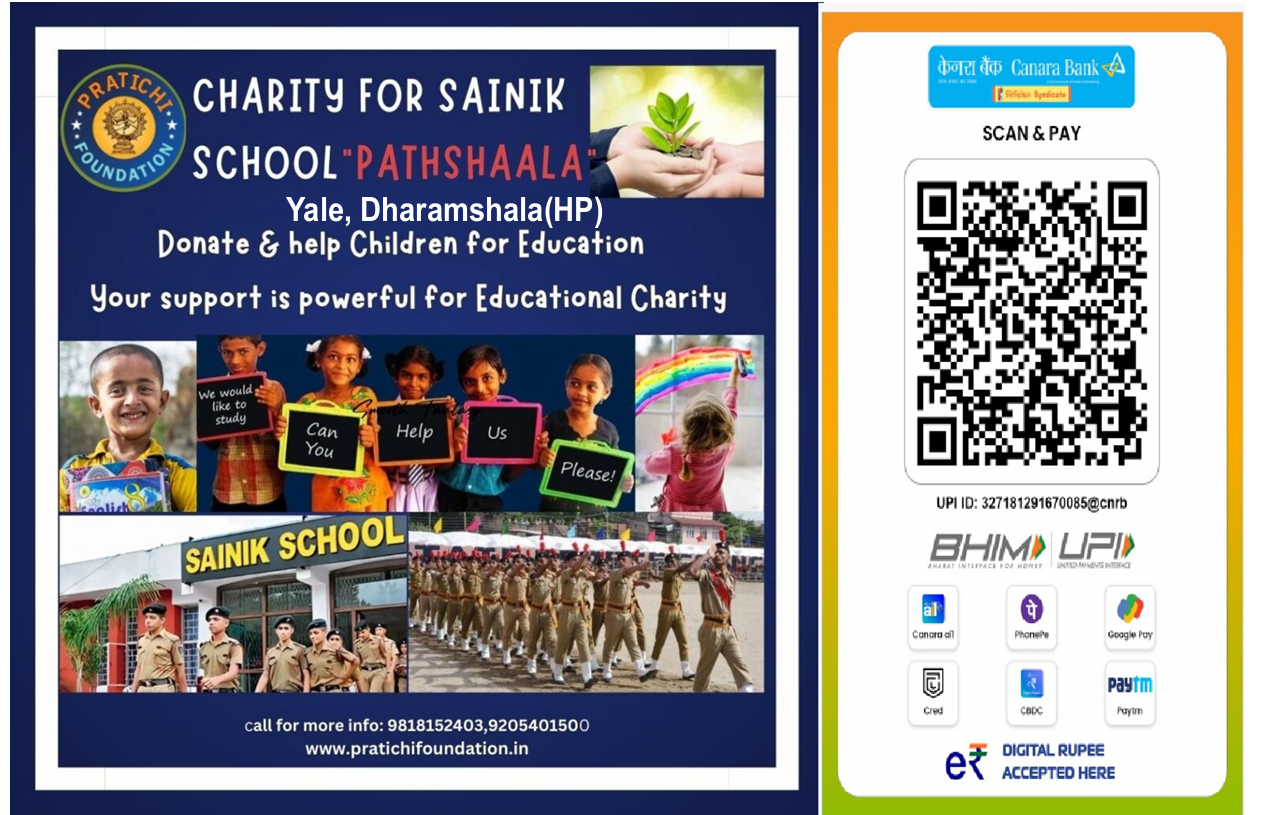 PRATICHI
FOUNDATION
CHARITY FOR SAINIK
SCHOOL "PATHSHAALA"
Yale, Dharamshala(HP)
Donate & help Children for Education
Your support is powerful for Educational Charity
We would
like to
study
Can
You
Help
Us
Please!
English 8
SAINIK SCHOOL
call for more info: 9818152403,9205401500
www.pratichifoundation.in
केनरा बैंक Canara Bank
सिंडिकेट Syndicate
SCAN & PAY
UPI ID: 327181291670085@cnrb
BHIM UPI
BHARAT INTERFACE FOR MONEY UNIFIED PAYMENTS INTERFACE
Canara ai1 PhonePe Google Pay
Cred CBDC Paytm
DIGITAL RUPEE
ACCEPTED HERE